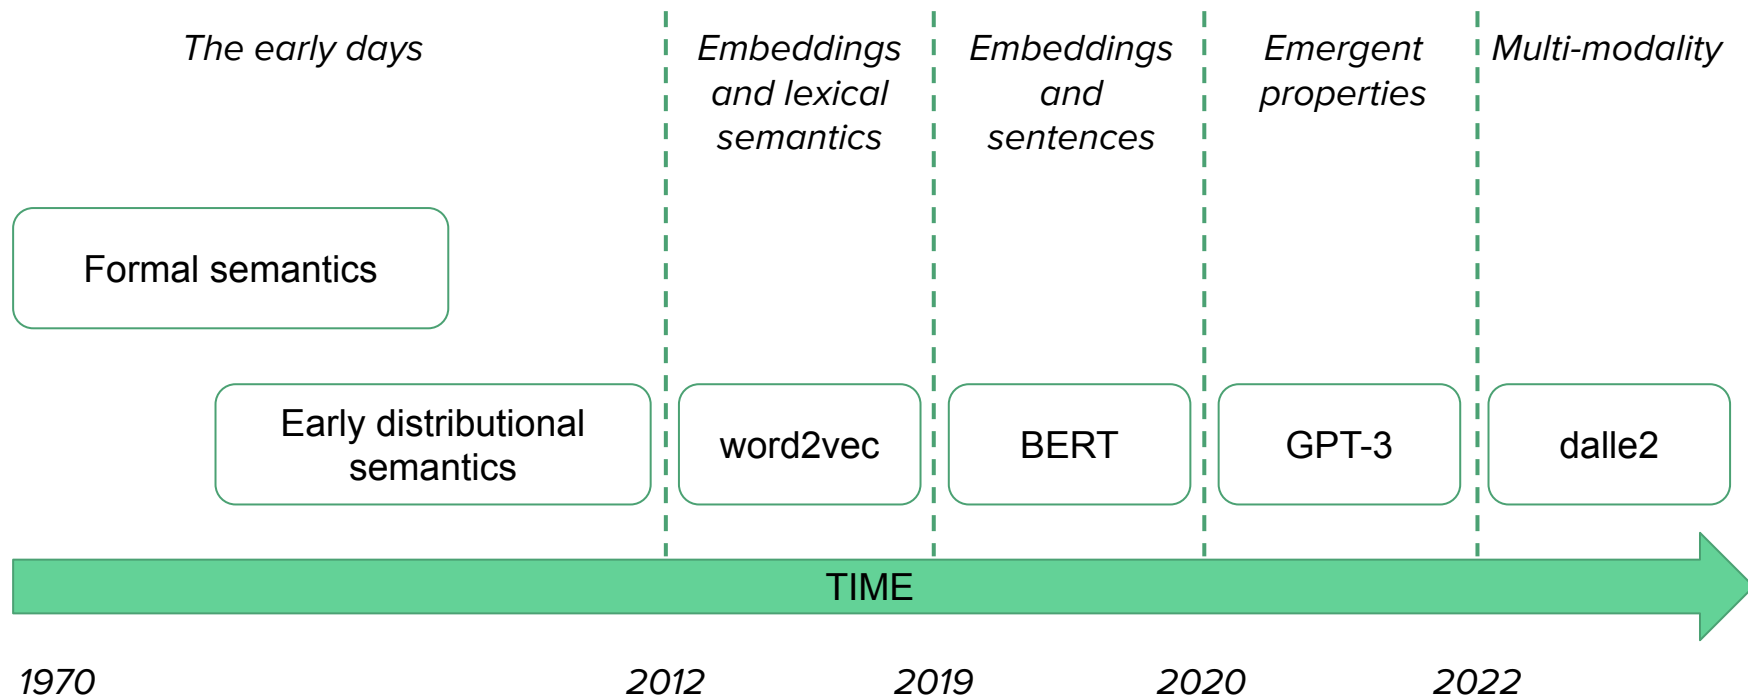 The early days
Embeddings
and lexical
semantics
Embeddings
and
sentences
Emergent
properties
Multi-modality
Formal semantics
Early distributional
semantics
word2vec
BERT
GPT-3
dalle2
TIME
1970
2012
2019
2020
2022